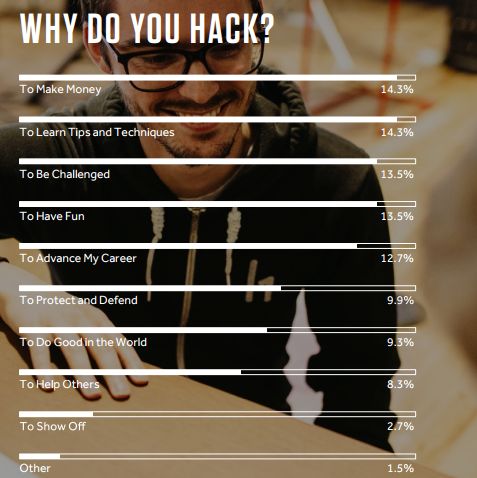 WHY DO YOU HACK?
To Make Money 14.3%
To Learn Tips and Techniques 14.3%
To Be Challenged 13.5%
To Have Fun 13.5%
To Advance My Career 12.7%
To Protect and Defend 9.9%
To Do Good in the World 9.3%
To Help Others 8.3%
To Show Off 2.7%
Other 1.5%